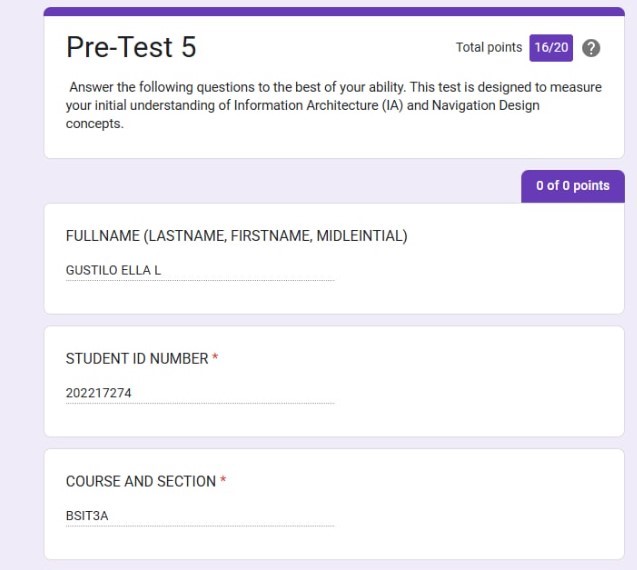 Pre-Test 5
Total points 16/20 ?
Answer the following questions to the best of your ability. This test is designed to measure
your initial understanding of Information Architecture (IA) and Navigation Design
concepts.
0 of 0 points
FULLNAME (LASTNAME, FIRSTNAME, MIDLEINTIAL)
GUSTILO ELLA L
STUDENT ID NUMBER *
202217274
COURSE AND SECTION *
BSIT3A